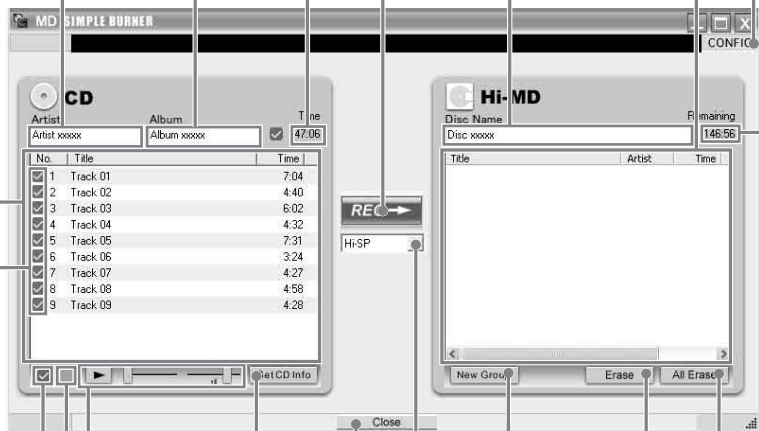 MD SIMPLE BURNER
CONFIG
CD
Artist Album Time
Artist xxxxx Album xxxxx 47:06
No. Title Time
1 Track 01 7:04
2 Track 02 4:40
3 Track 03 6:02
4 Track 04 4:32
5 Track 05 7:31
6 Track 06 3:24
7 Track 07 4:27
8 Track 08 4:58
9 Track 09 4:28
Get CD Info
REC
Hi-SP
Hi-MD
Disc Name Remaining
Disc xxxxx 146:56
Title Artist Time
New Group Erase All Erase
Close